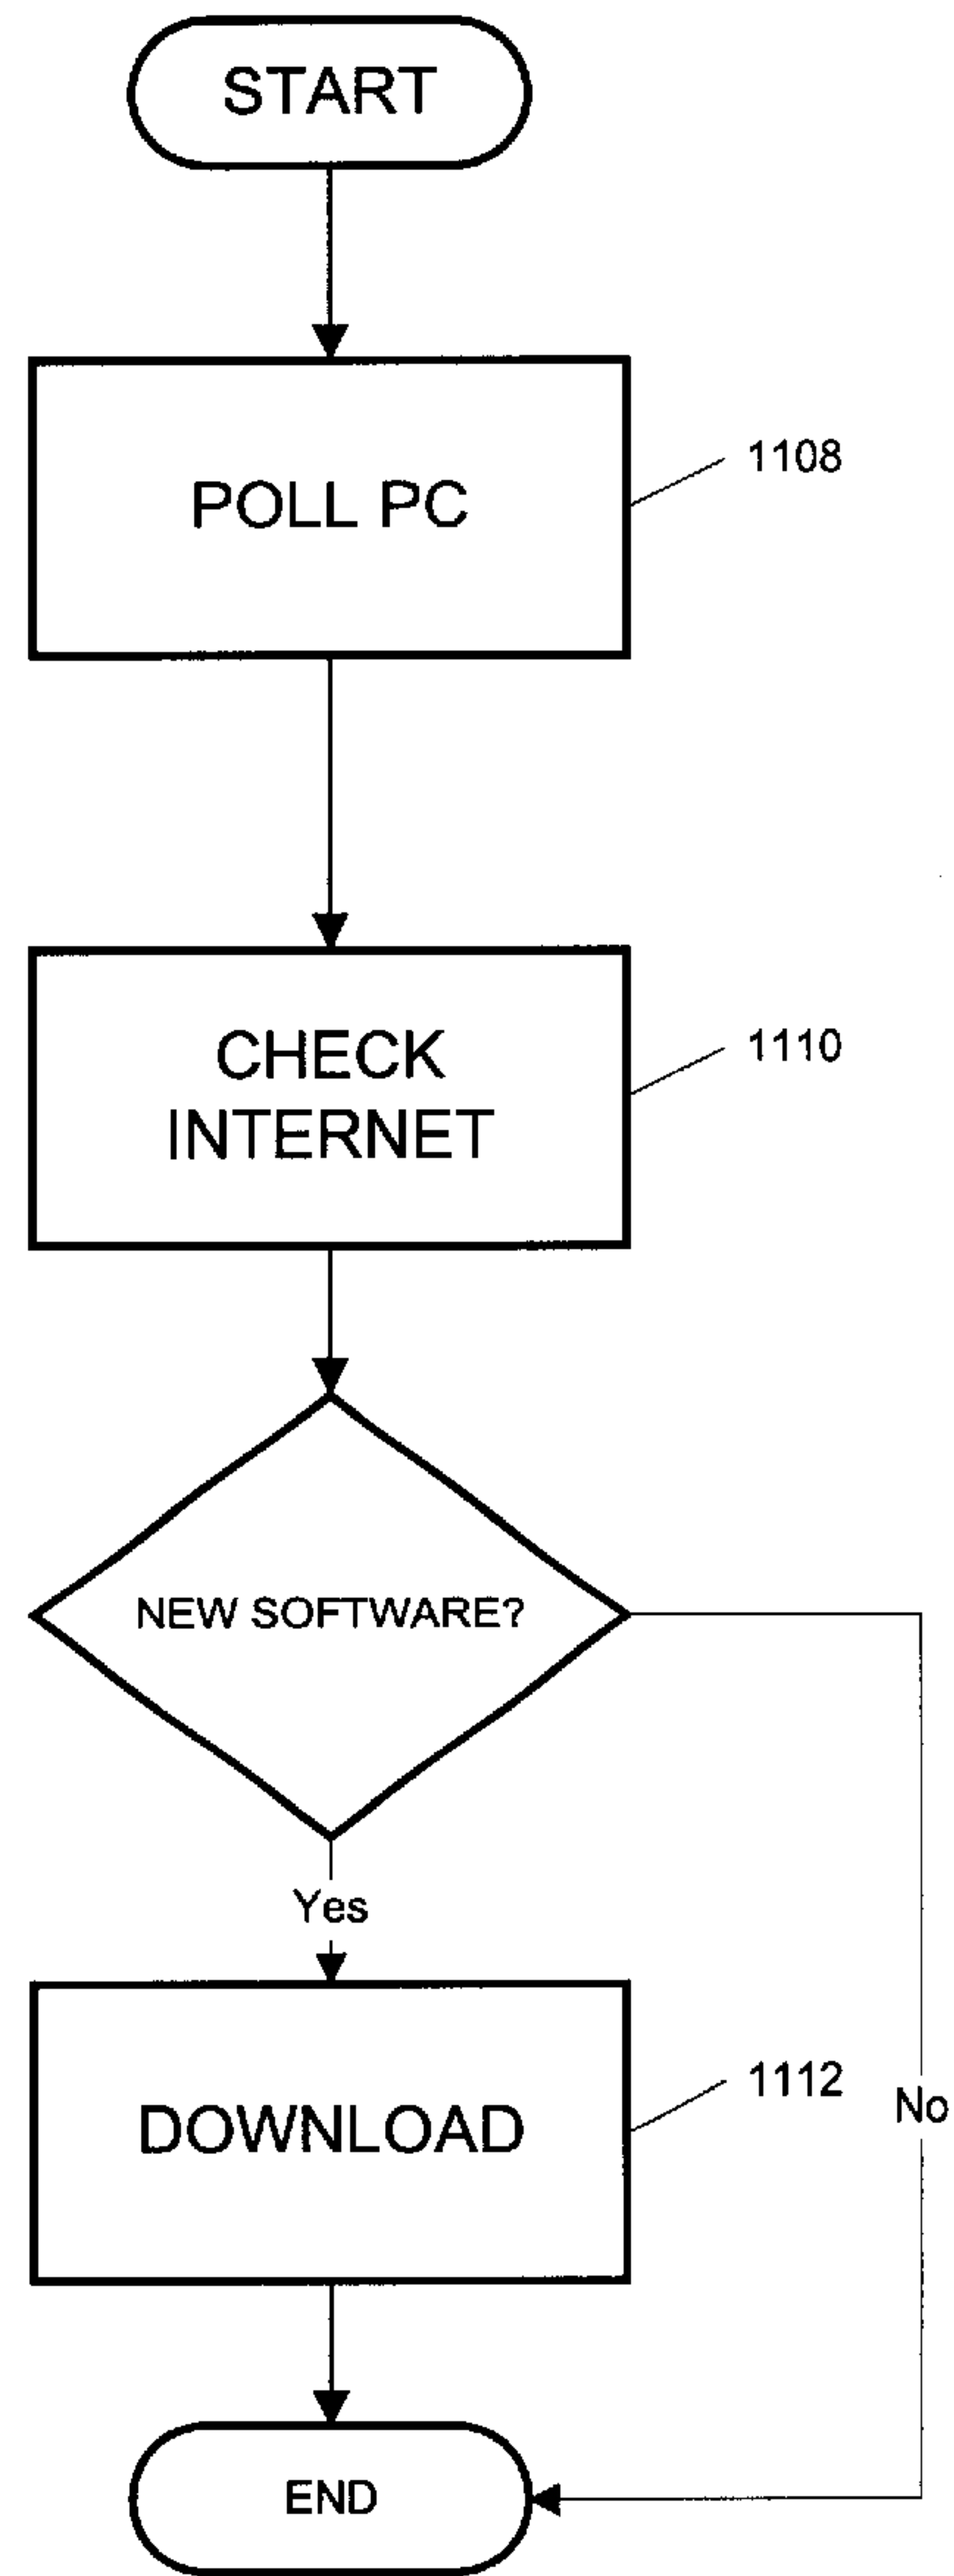 START
POLL PC
1108
CHECK
INTERNET
1110
NEW SOFTWARE?
Yes
DOWNLOAD
1112
No
END